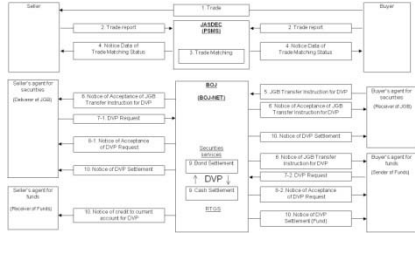 Seller
1. Trade
Buyer
2. Trade report
JASDEC
(PSMS)
2. Trade report
3. Trade Matching
4. Notice Data of
Trade Matching Status
4. Notice Data of
Trade Matching Status
Seller's agent for
securities
(Deliverer of JGB)
BOJ
(BOJ-NET)
5. JGB Transfer Instruction for DVP
Buyer's agent for
securities
(Receiver of JGB)
6. Notice of Acceptance of JGB
Transfer Instruction for DVP
6. Notice of Acceptance of JGB
Transfer Instruction for DVP
7-1. DVP Request
10. Notice of DVP Settlement
8-1. Notice of Acceptance
of DVP Request
Securities
services
6. Notice of JGB Transfer
Instruction for DVP
Buyer's agent for
funds
(Sender of Funds)
10. Notice of DVP Settlement
9. Bond Settlement
7-2. DVP Request
DVP
Seller's agent for
funds
(Receiver of Funds)
9. Cash Settlement
8-2. Notice of Acceptance
of DVP Request
RTGS
10. Notice of credit to current
account for DVP
10. Notice of DVP
Settlement (Fund)